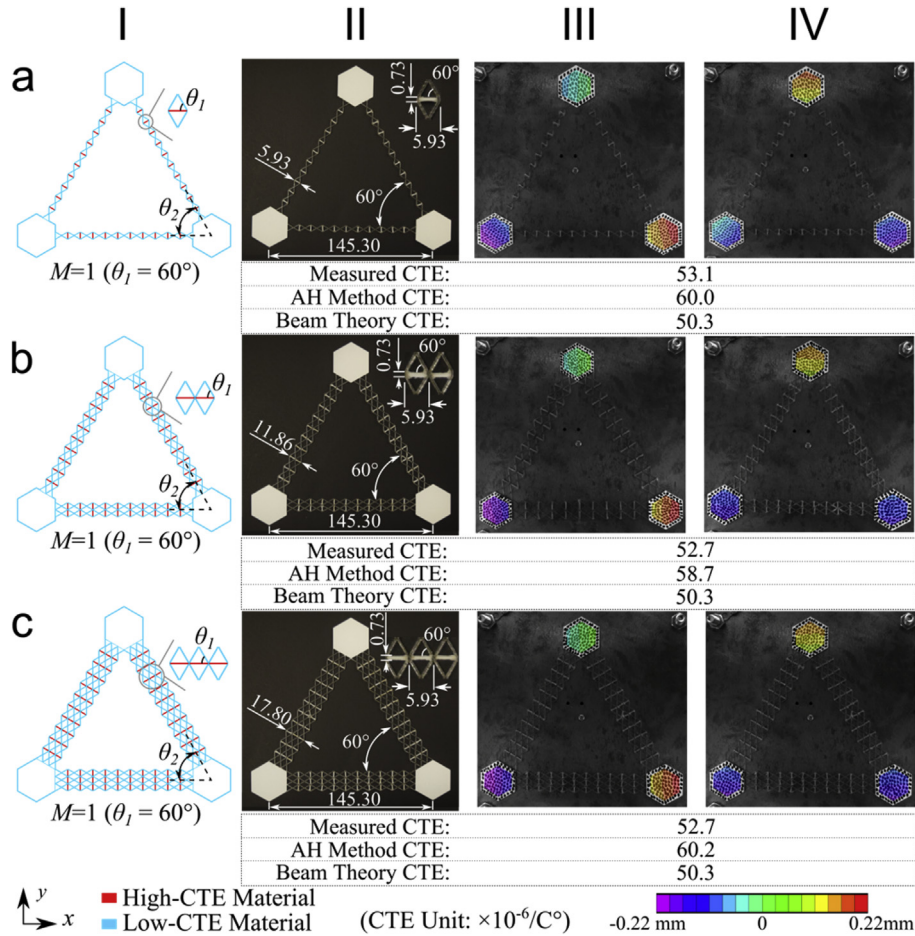 I II III IV
a
θ1
θ2
M=1 (θ1 = 60°)
0.73
60°
5.93
5.93
60°
145.30
Measured CTE: 53.1
AH Method CTE: 60.0
Beam Theory CTE: 50.3
b
θ1
θ2
M=1 (θ1 = 60°)
0.73
60°
5.93
11.86
60°
145.30
Measured CTE: 52.7
AH Method CTE: 58.7
Beam Theory CTE: 50.3
c
θ1
θ2
M=1 (θ1 = 60°)
0.73
60°
5.93
17.80
60°
145.30
Measured CTE: 52.7
AH Method CTE: 60.2
Beam Theory CTE: 50.3
y
x
High-CTE Material
Low-CTE Material
(CTE Unit: ×10⁻⁶/C°)
-0.22 mm 0 0.22mm